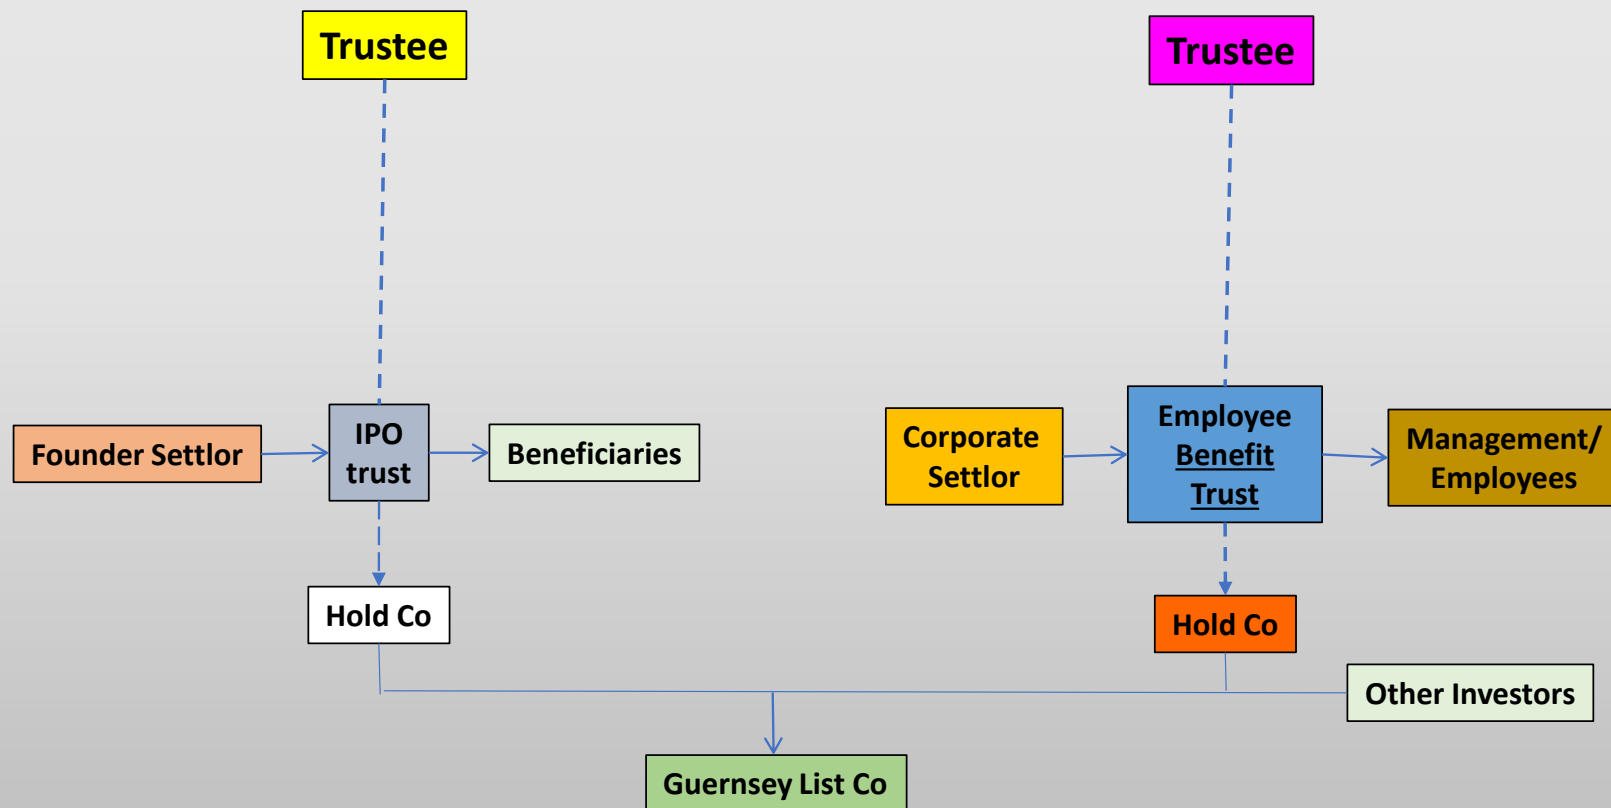 Trustee
Trustee
Founder Settlor
IPO
trust
Beneficiaries
Corporate
Settlor
Employee
Benefit
Trust
Management/
Employees
Hold Co
Hold Co
Other Investors
Guernsey List Co